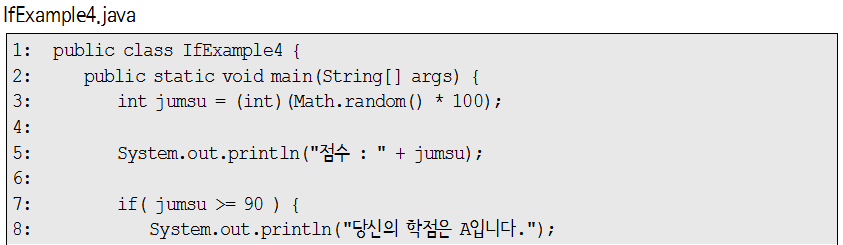 IfExample4.java
1: public class IfExample4 {
2: public static void main(String[] args) {
3: int jumsu = (int)(Math.random() * 100);
4:
5: System.out.println("점수 : " + jumsu);
6:
7: if( jumsu >= 90 ) {
8: System.out.println("당신의 학점은 A입니다.");